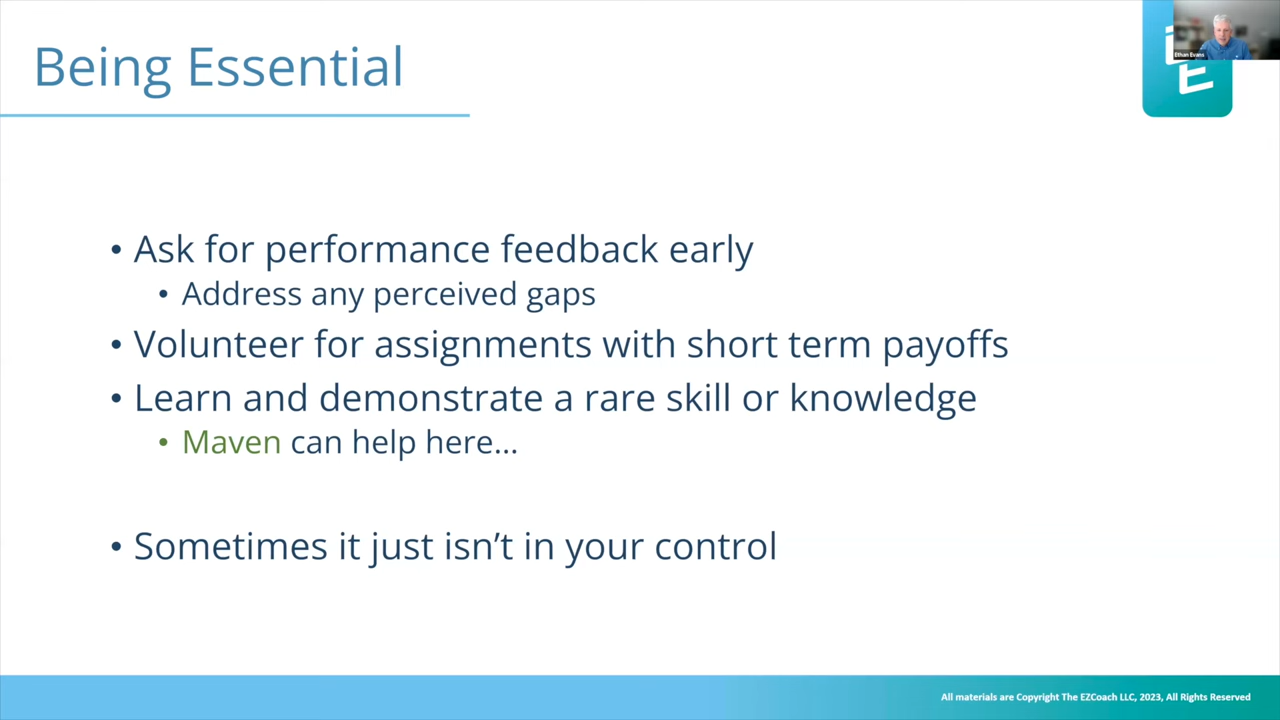 Being Essential
Ethan Evans
E
• Ask for performance feedback early
• Address any perceived gaps
• Volunteer for assignments with short term payoffs
• Learn and demonstrate a rare skill or knowledge
• Maven can help here...
• Sometimes it just isn’t in your control
All materials are Copyright The EZCoach LLC, 2023, All Rights Reserved